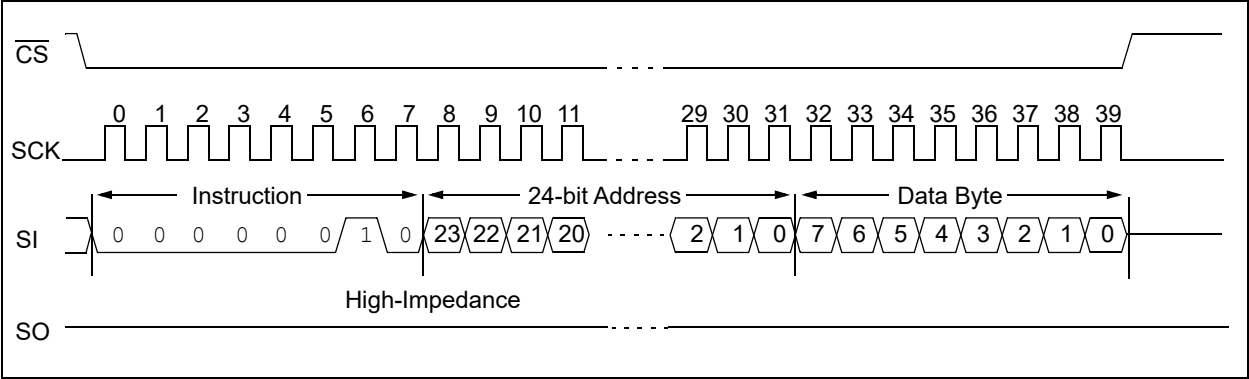 CS
0 1 2 3 4 5 6 7 8 9 10 11 29 30 31 32 33 34 35 36 37 38 39
SCK
Instruction 24-bit Address Data Byte
SI 0 0 0 0 0 0 1 0 23 22 21 20 2 1 0 7 6 5 4 3 2 1 0
High-Impedance
SO